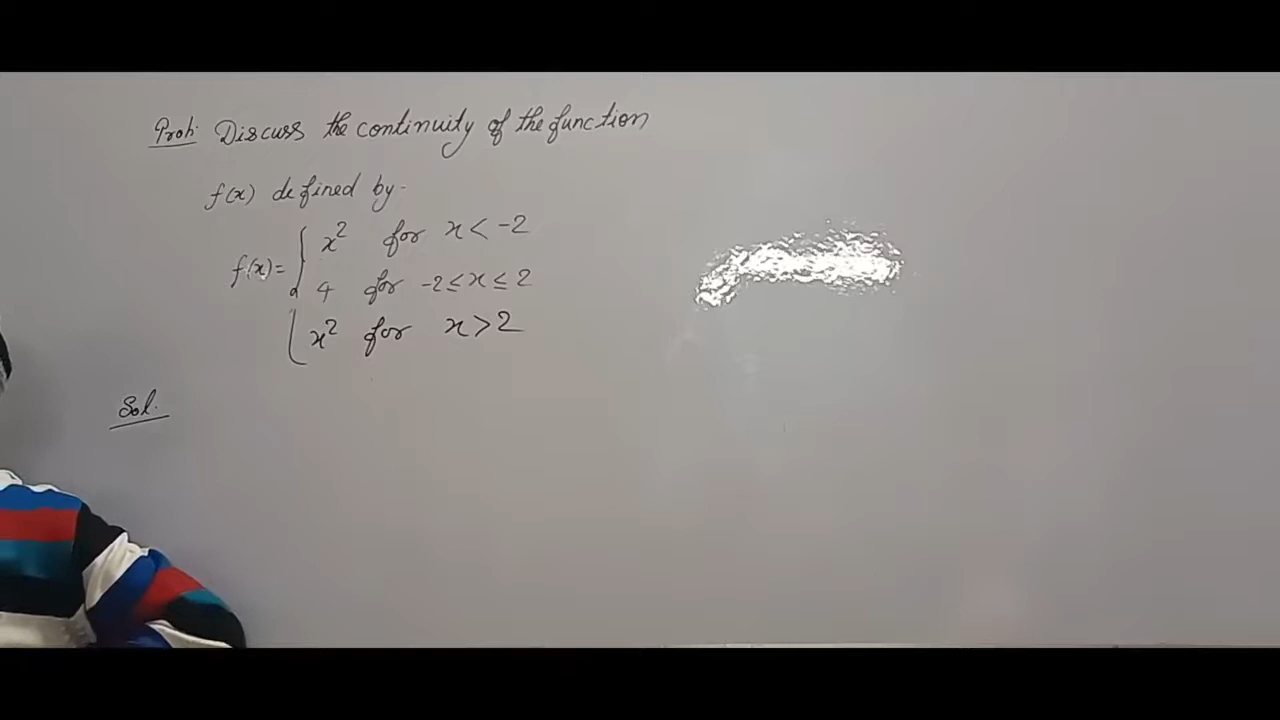 Prob: Discuss the continuity of the function
f(x) defined by.
x² for x < -2
f(x)= { 4 for -2 ≤ x ≤ 2
x² for x > 2
Sol.